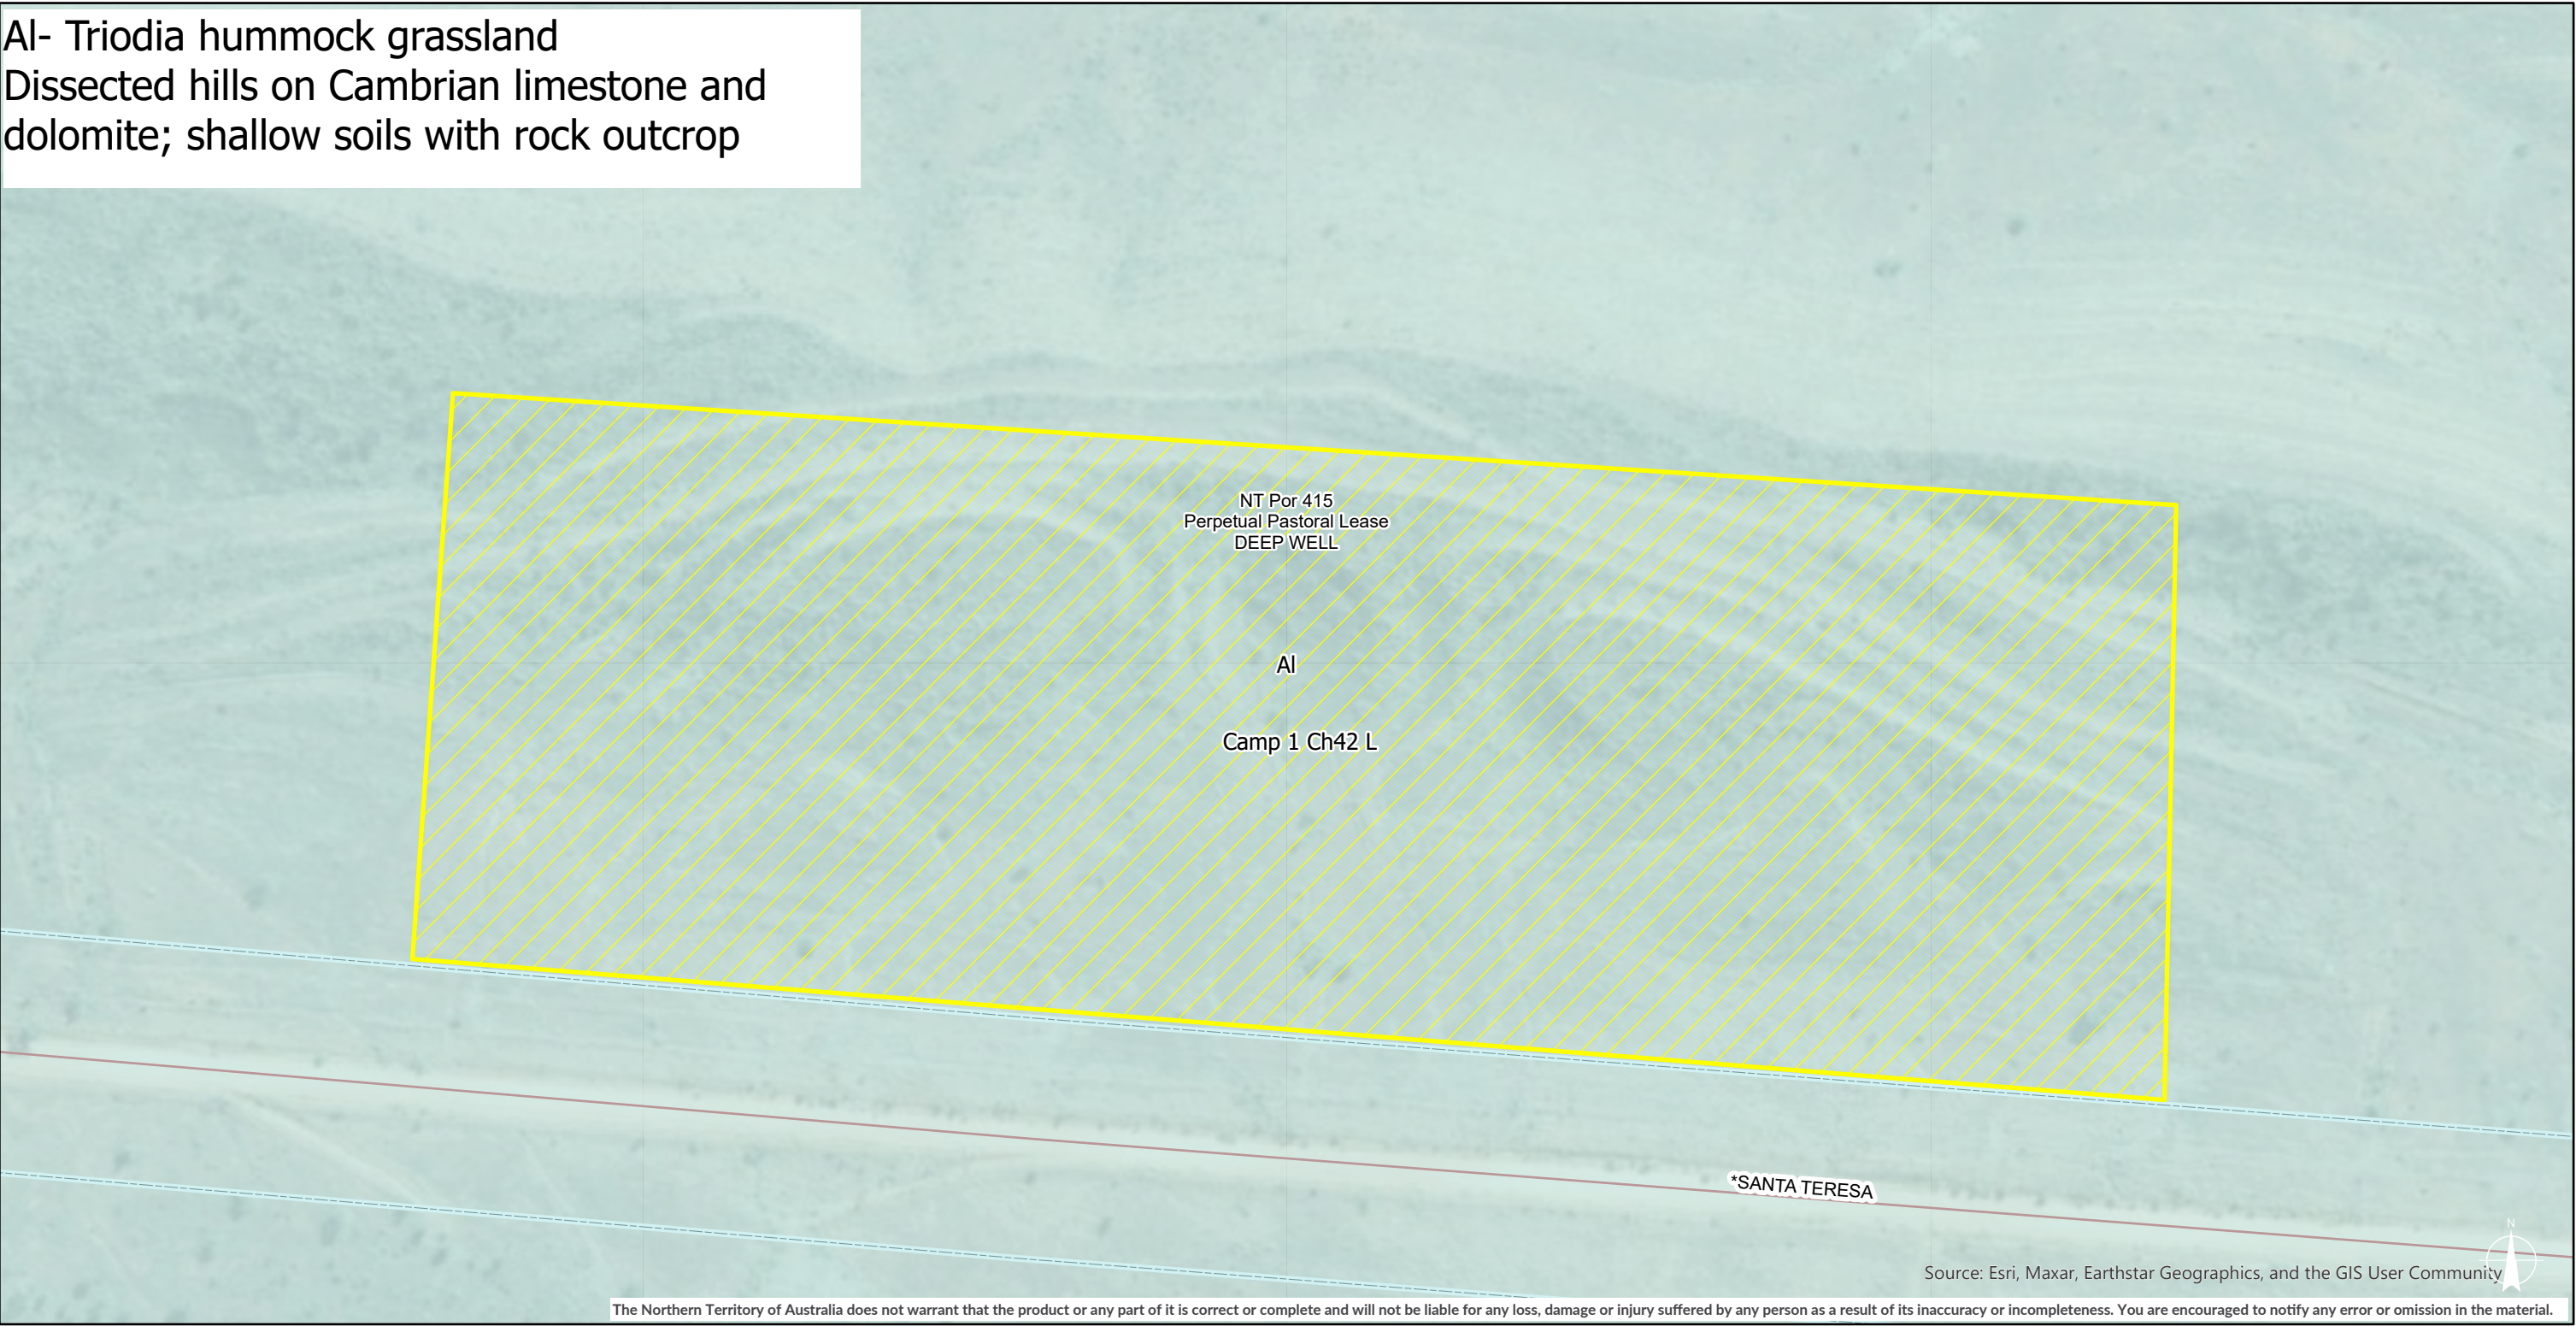 Al- Triodia hummock grassland
Dissected hills on Cambrian limestone and
dolomite; shallow soils with rock outcrop
NT Por 415
Perpetual Pastoral Lease
DEEP WELL
Al
Camp 1 Ch42 L
*SANTA TERESA
N
Source: Esri, Maxar, Earthstar Geographics, and the GIS User Community
The Northern Territory of Australia does not warrant that the product or any part of it is correct or complete and will not be liable for any loss, damage or injury suffered by any person as a result of its inaccuracy or incompleteness. You are encouraged to notify any error or omission in the material.